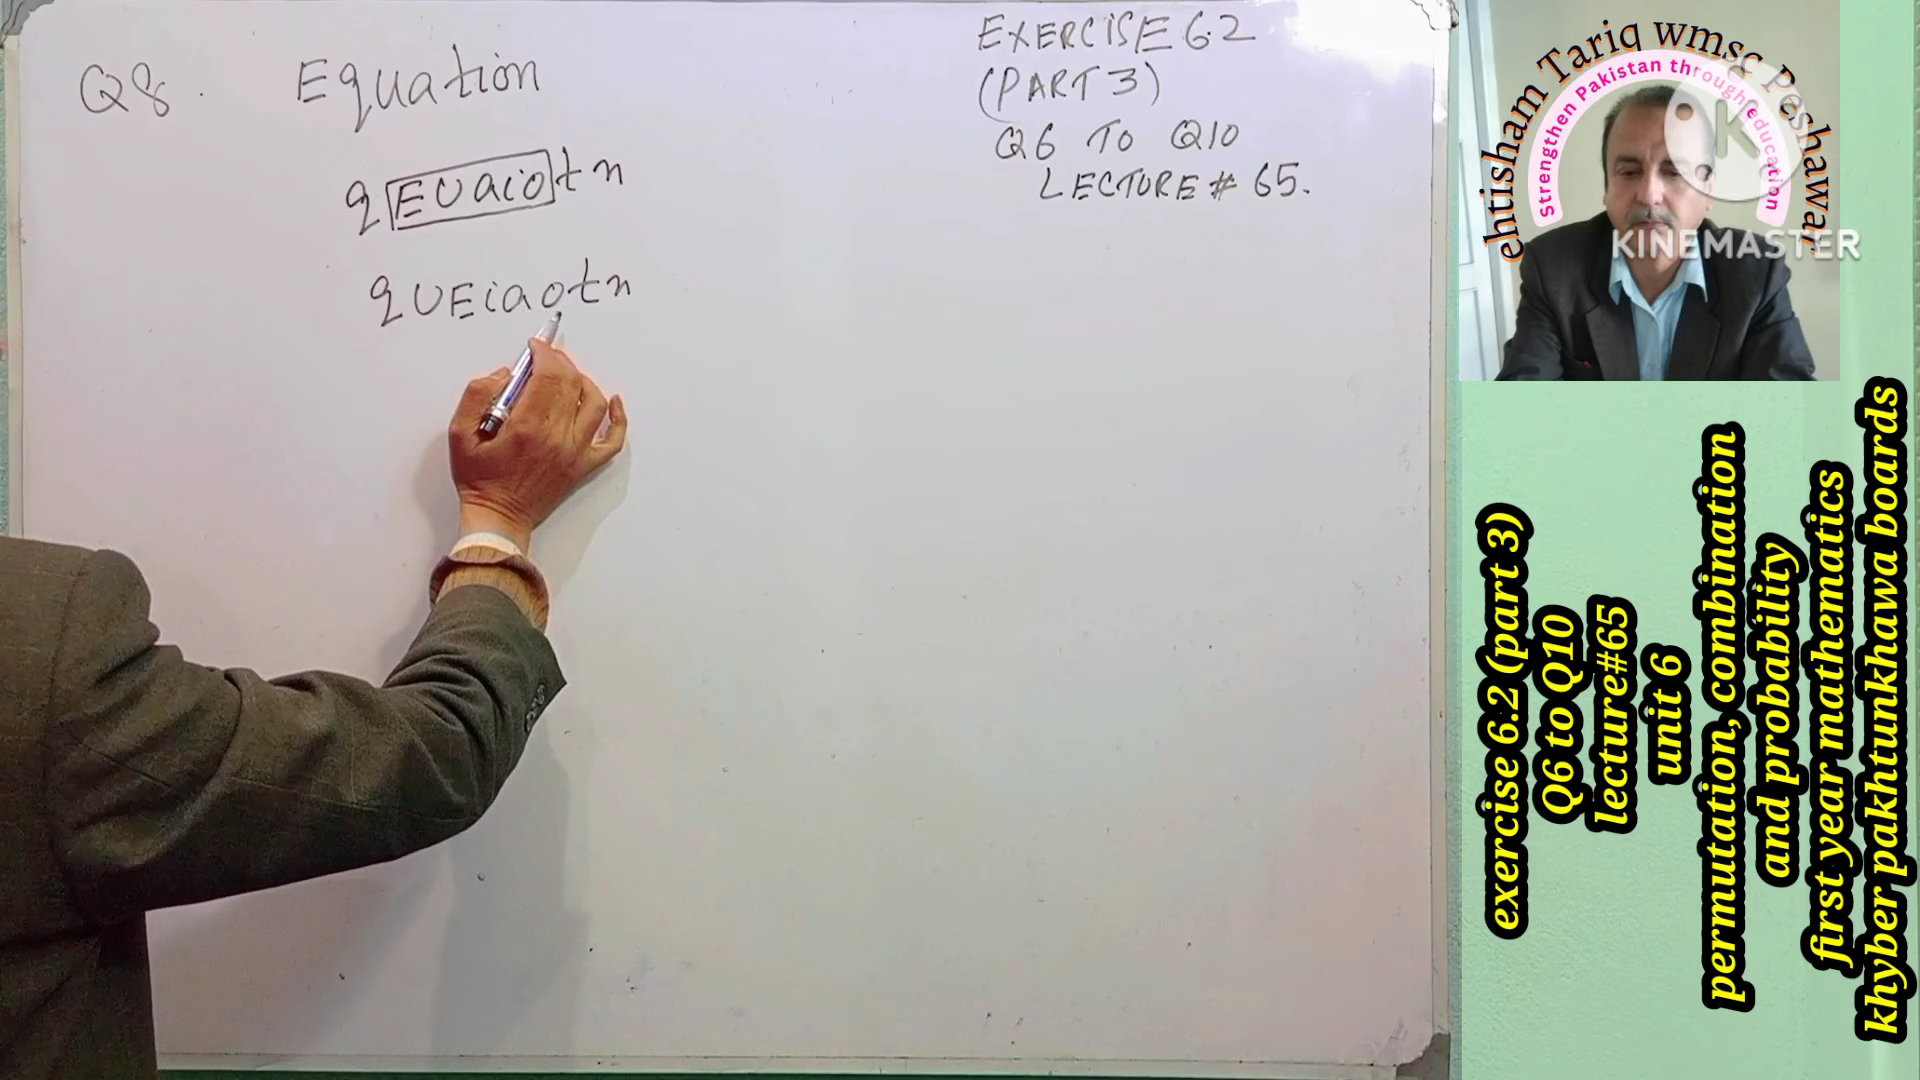 Q8. Equation
qEUaiotn
qUEiaotn
EXERCISE 6.2
(PART 3)
Q6 TO Q10
LECTURE # 65.
ehtisham Tariq wmsc Peshawar
Strengthen Pakistan through education
K
KINEMASTER
exercise 6.2 (part 3)
Q6 to Q10
lecture#65
unit 6
permutation, combination
and probability
first year mathematics
khyber pakhtunkhawa boards